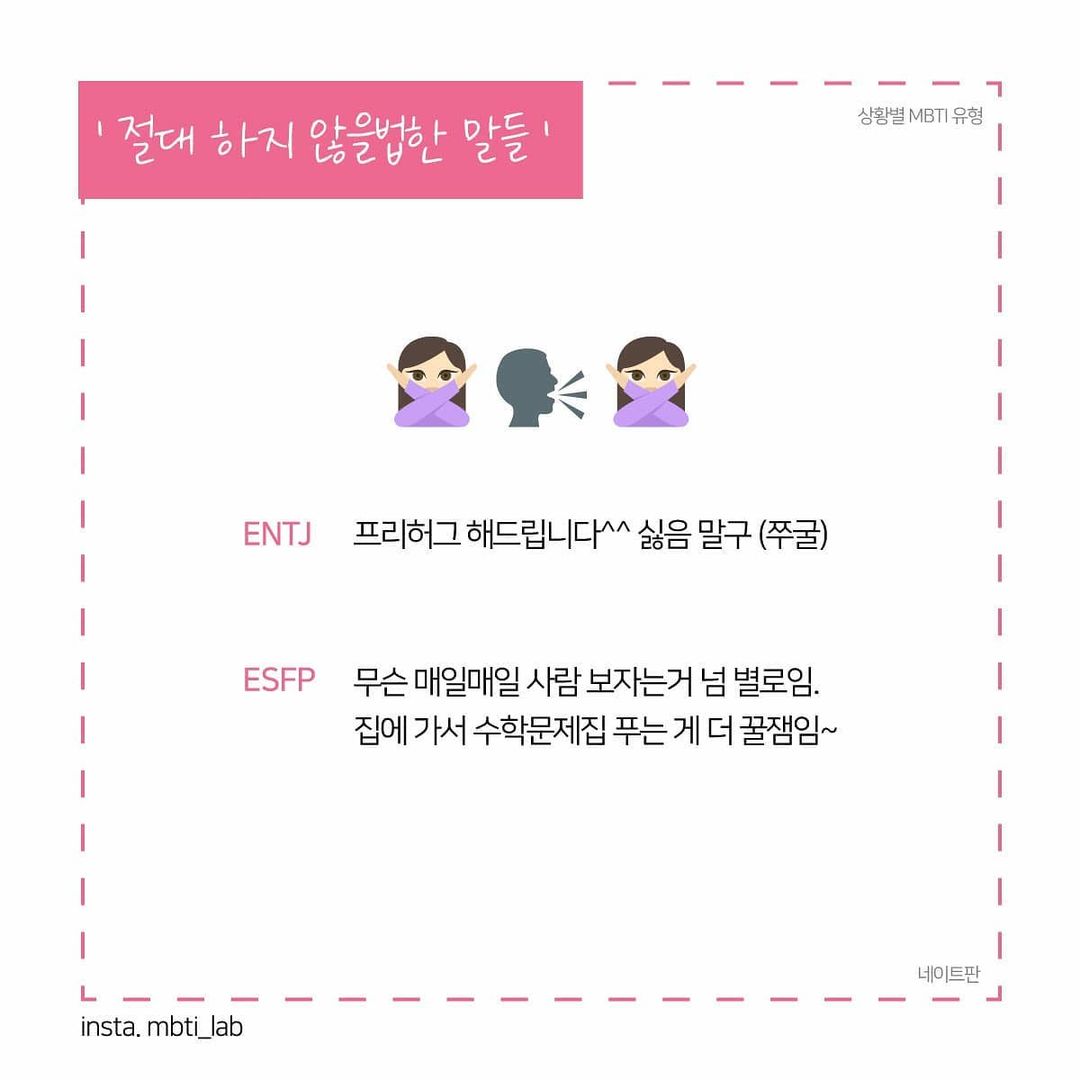 ' 절대 하지 않을법한 말들 '
상황별 MBTI 유형
ENTJ 프리허그 해드립니다^^ 싫음 말구 (쭈굴)
ESFP 무슨 매일매일 사람 보자는거 넘 별로임.
집에 가서 수학문제집 푸는 게 더 꿀잼임~
네이트판
insta. mbti_lab